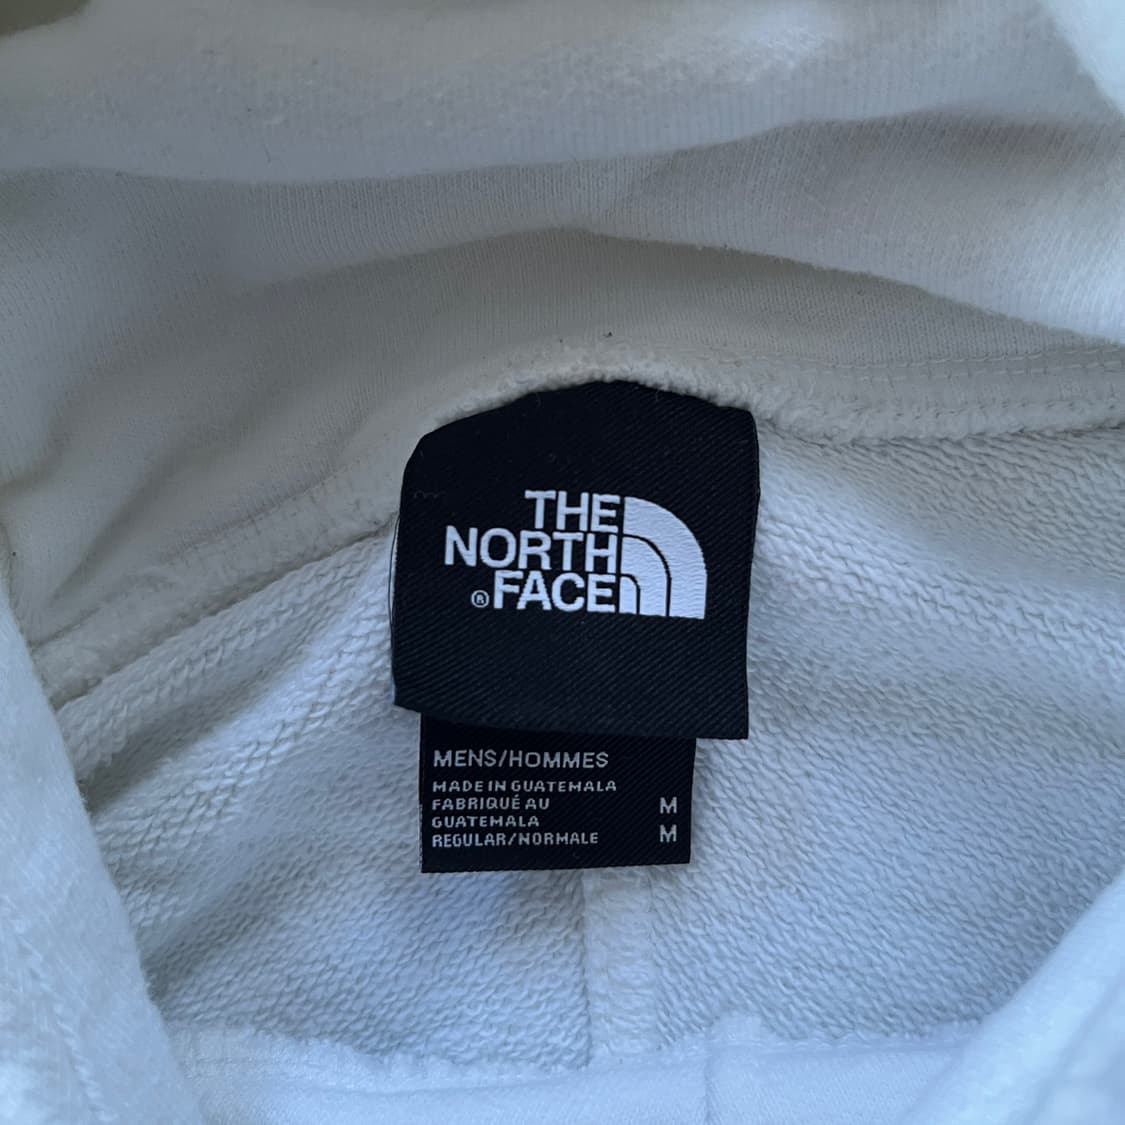 THE
NORTH
® FACE
MENS/HOMMES
MADE IN GUATEMALA
FABRIQUÉ AU M
GUATEMALA
REGULAR/NORMALE M